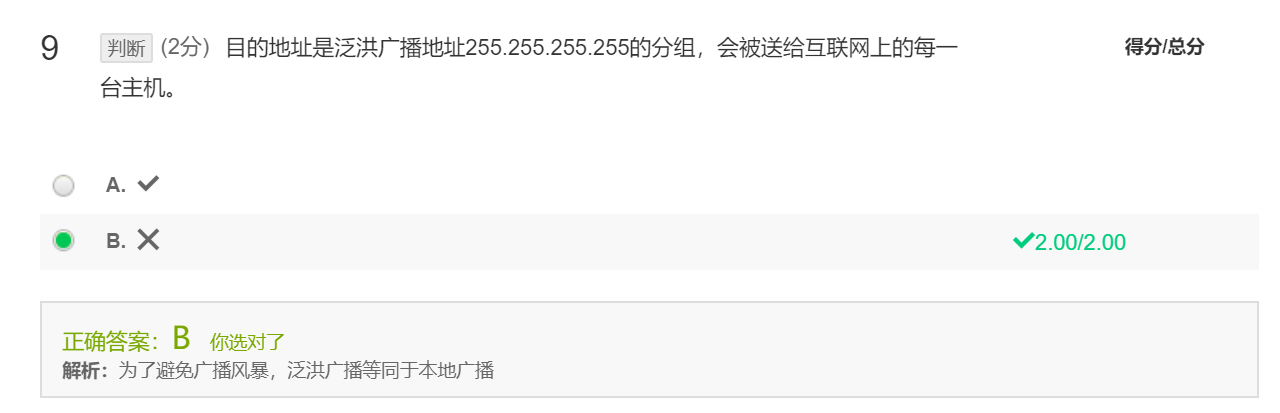 9 判断 (2分) 目的地址是泛洪广播地址255.255.255.255的分组，会被送给互联网上的每一 得分/总分
台主机。
A. ✔
B. ✕ ✔2.00/2.00
正确答案：B 你选对了
解析：为了避免广播风暴，泛洪广播等同于本地广播